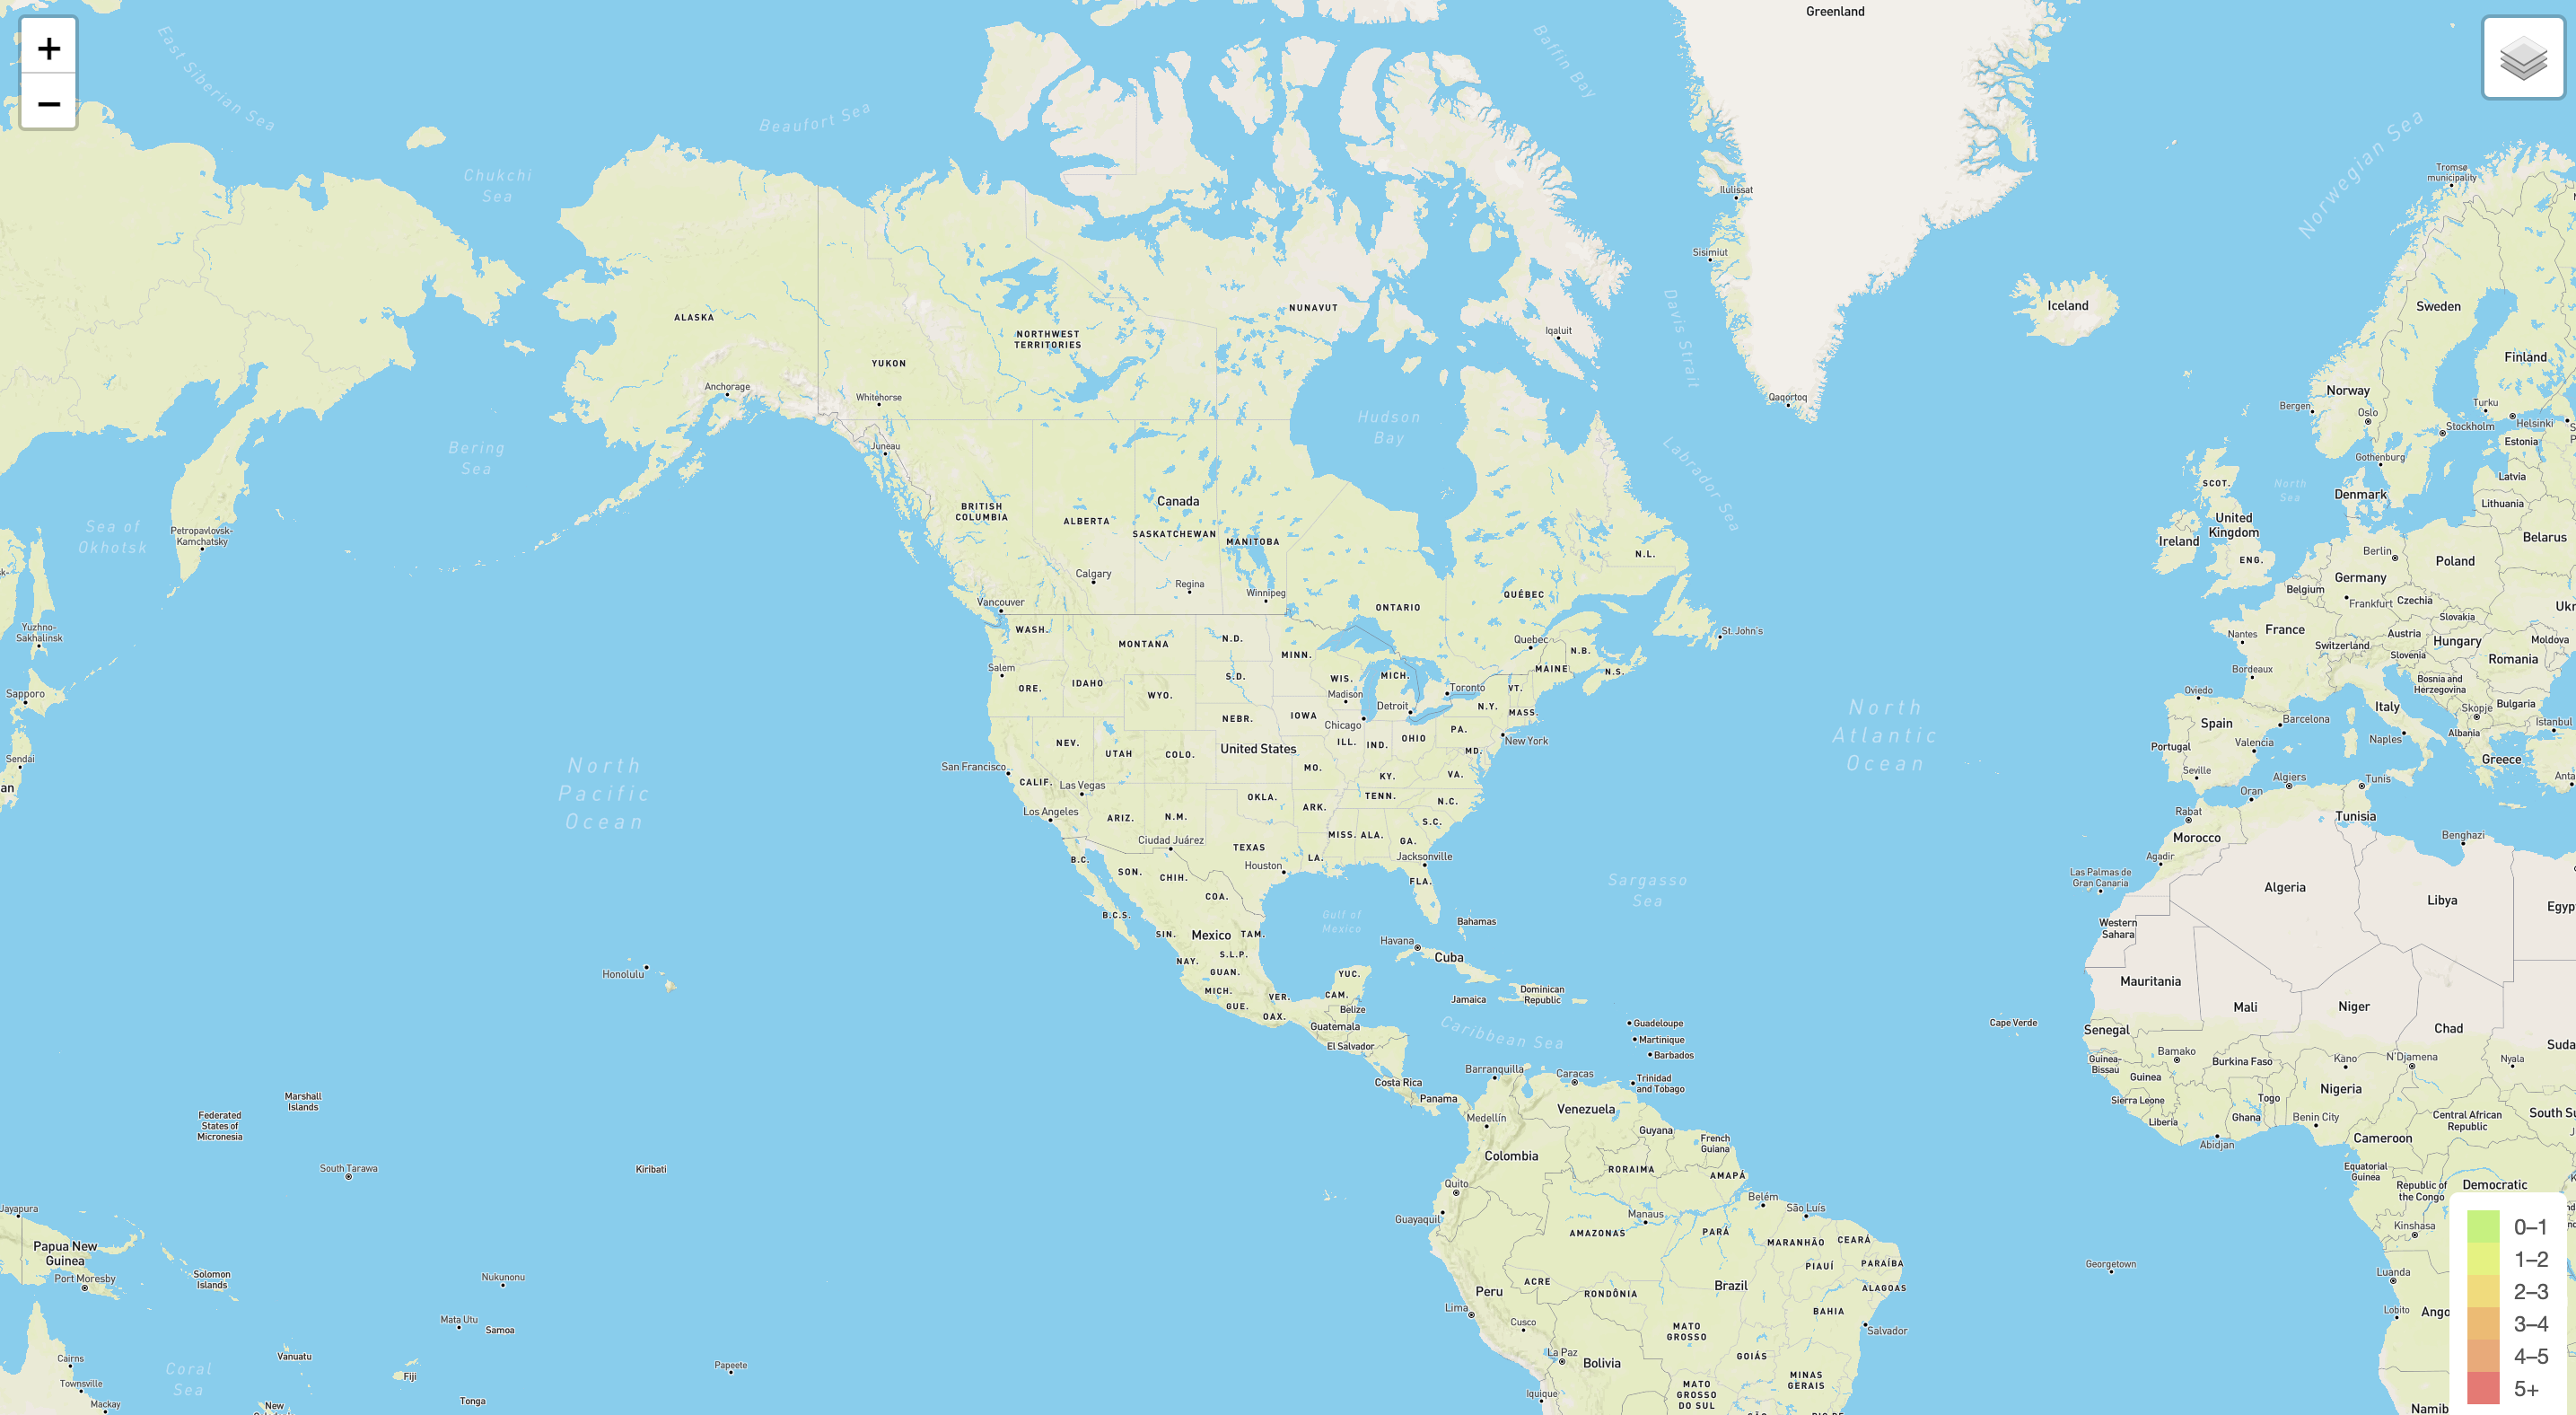 +
−
Greenland
East Siberian Sea
Beaufort Sea
Baffin Bay
Chukchi
Sea
Norwegian Sea
Tromsø
municipality
Ilulissat
Sisimiut
ALASKA
NORTHWEST
TERRITORIES
NUNAVUT
Iqaluit
Davis Strait
Iceland
Sweden
Finland
YUKON
Anchorage
Whitehorse
Qaqortoq
Norway
Bergen
Oslo
Turku
Helsinki
Stockholm
Estonia
Hudson
Bay
Bering
Sea
Juneau
Labrador Sea
Gothenburg
Latvia
SCOT.
North
Sea
Denmark
Lithuania
Sea of
Okhotsk
Petropavlovsk-
Kamchatsky
BRITISH
COLUMBIA
ALBERTA
Canada
SASKATCHEWAN
MANITOBA
N.L.
United
Kingdom
Ireland
ENG.
Berlin
Poland
Belarus
Germany
Belgium
Frankfurt
Czechia
Calgary
Regina
Winnipeg
Vancouver
ONTARIO
QUÉBEC
Slovakia
Ukr
Yuzhno-
Sakhalinsk
WASH.
MONTANA
N.D.
MINN.
Quebec
N.B.
St. John's
MAINE
N.S.
Nantes
France
Austria
Switzerland
Hungary
Moldova
Slovenia
Romania
Salem
ORE.
IDAHO
WYO.
S.D.
WIS.
Madison
MICH.
Toronto
VT.
Bordeaux
Bosnia and
Herzegovina
Sapporo
NEBR.
IOWA
Chicago
Detroit
N.Y.
MASS.
Oviedo
Spain
Barcelona
Italy
Skopje
Bulgaria
Istanbul
NEV.
UTAH
COLO.
United States
ILL.
IND.
OHIO
PA.
MD.
New York
North
Atlantic
Ocean
Portugal
Valencia
Naples
Albania
Greece
Sendai
an
North
Pacific
Ocean
San Francisco
CALIF.
Las Vegas
MO.
KY.
VA.
Seville
Algiers
Tunis
Anta
Oran
Los Angeles
ARIZ.
N.M.
OKLA.
ARK.
TENN.
N.C.
S.C.
Rabat
Tunisia
Morocco
Benghazi
Ciudad Juárez
TEXAS
MISS.
ALA.
GA.
B.C.
SON.
CHIH.
Houston
LA.
Jacksonville
FLA.
Agadir
Las Palmas de
Gran Canaria
Algeria
Libya
Egyp
COA.
B.C.S.
Gulf of
Mexico
Sargasso
Sea
Bahamas
Western
Sahara
SIN.
Mexico
TAM.
Havana
Cuba
NAY.
S.L.P.
GUAN.
Honolulu
YUC.
MICH.
VER.
CAM.
GUE.
OAX.
Belize
Guatemala
El Salvador
Jamaica
Dominican
Republic
Mauritania
Mali
Niger
Chad
Suda
Guadeloupe
Martinique
Barbados
Caribbean Sea
Cape Verde
Senegal
Guinea-
Bissau
Bamako
Burkina Faso
Kano
N'Djamena
Nyala
Costa Rica
Panama
Barranquilla
Caracas
Trinidad
and Tobago
Guinea
Sierra Leone
Liberia
Togo
Ghana
Nigeria
Benin City
Abidjan
Cameroon
Central African
Republic
South Su
Marshall
Islands
Federated
States of
Micronesia
Medellín
Venezuela
Guyana
French
Guiana
Colombia
RORAIMA
AMAPÁ
South Tarawa
Kiribati
Quito
Guayaquil
Equatorial
Guinea
Republic of
the Congo
Democratic
Kinshasa
Jayapura
Papua New
Guinea
Port Moresby
Solomon
Islands
Nukunonu
Manaus
Belém
São Luís
AMAZONAS
PARÁ
MARANHÃO
CEARÁ
PIAUÍ
PARAÍBA
ALAGOAS
ACRE
RONDÔNIA
Brazil
BAHIA
Peru
Lima
Cusco
Georgetown
Luanda
Lobito
Ango
Mata Utu
Samoa
MATO
GROSSO
Salvador
La Paz
Bolivia
GOIÁS
MINAS
GERAIS
Cairns
Townsville
Mackay
Coral
Sea
Vanuatu
Fiji
Tonga
New
Papeete
Iquique
MATO
GROSSO
DO SUL
Namib
0–1
1–2
2–3
3–4
4–5
5+